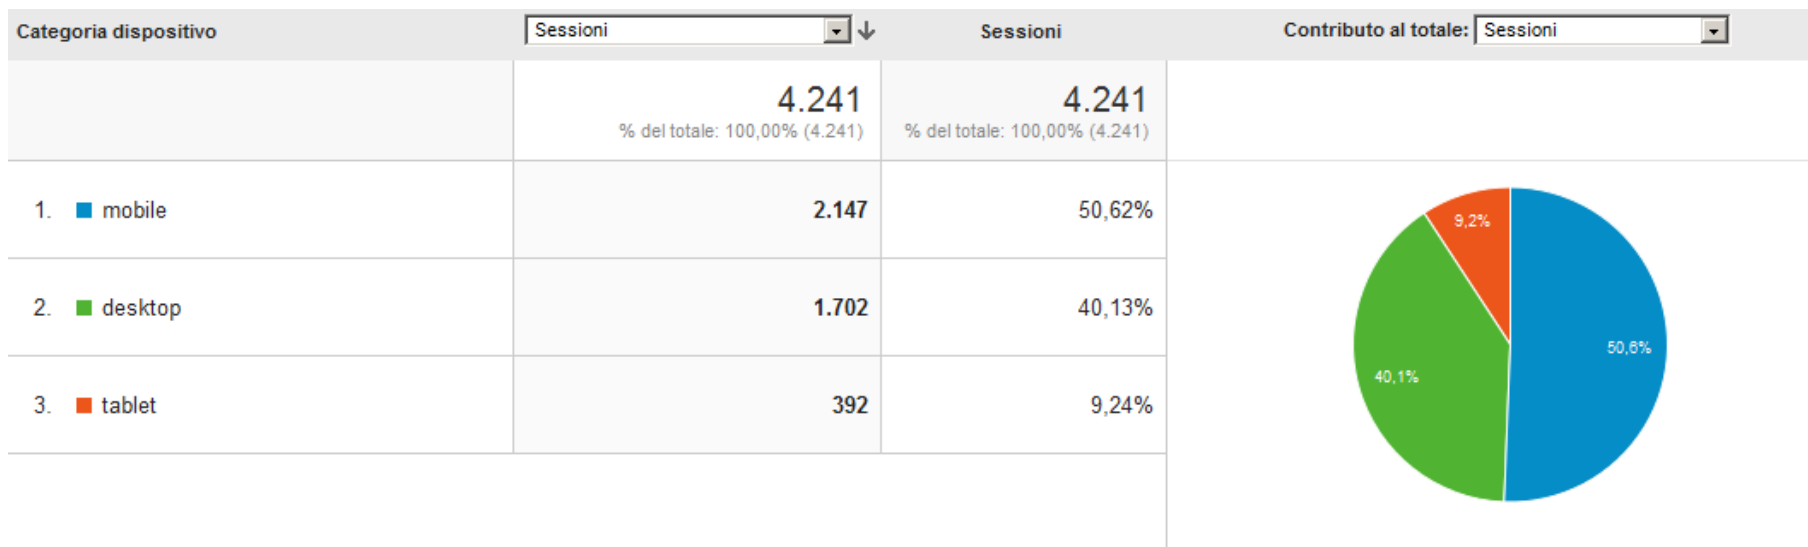 Categoria dispositivo Sessioni Sessioni Contributo al totale: Sessioni
4.241 4.241
% del totale: 100,00% (4.241) % del totale: 100,00% (4.241)
1. mobile 2.147 50,62%
2. desktop 1.702 40,13%
3. tablet 392 9,24%
9,2%
50,6%
40,1%